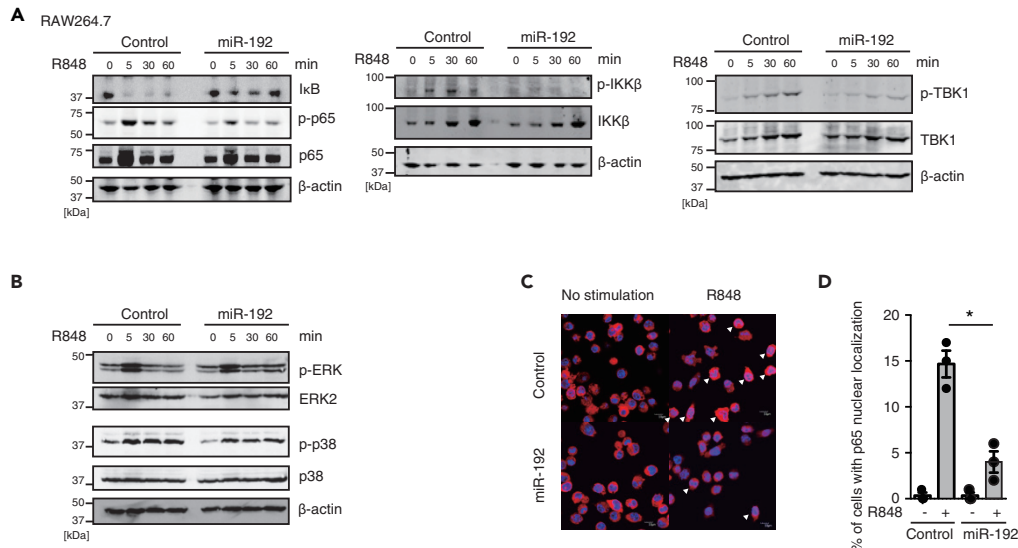 A
RAW264.7
Control miR-192
R848 0 5 30 60 0 5 30 60 min
37 IκB
75
50 p-p65
75
50 p65
50
37 β-actin
[kDa]
Control miR-192
R848 0 5 30 60 0 5 30 60 min
100
75 p-IKKβ
100
IKKβ
50
37 β-actin
Control miR-192
R848 0 5 30 60 0 5 30 60 min
100
75 p-TBK1
100
75 TBK1
50
37 β-actin
[kDa]
B
Control miR-192
R848 0 5 30 60 0 5 30 60 min
50
p-ERK
37 ERK2
37 p-p38
37 p38
50
37 β-actin
[kDa]
C
No stimulation R848
Control
miR-192
D
% of cells with p65 nuclear localization
20
15
10
5
0
*
R848 - + - +
Control miR-192